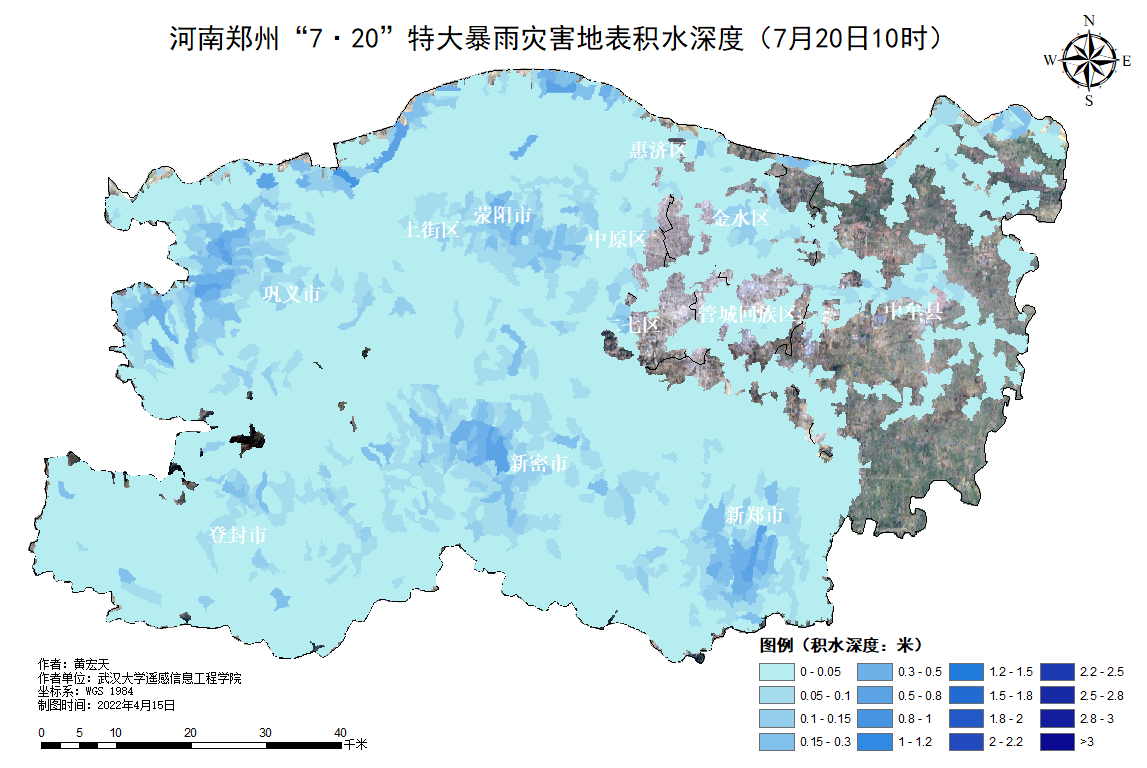 河南郑州“7·20”特大暴雨灾害地表积水深度（7月20日10时）
N
W E
S
惠济区
荥阳市
金水区
上街区
中原区
巩义市
管城回族区
中牟县
二七区
新密市
新郑市
登封市
图例（积水深度：米）
0 - 0.05
0.05 - 0.1
0.1 - 0.15
0.15 - 0.3
0.3 - 0.5
0.5 - 0.8
0.8 - 1
1 - 1.2
1.2 - 1.5
1.5 - 1.8
1.8 - 2
2 - 2.2
2.2 - 2.5
2.5 - 2.8
2.8 - 3
>3
作者：黄宏天
作者单位：武汉大学遥感信息工程学院
坐标系：WGS 1984
制图时间：2022年4月15日
0 5 10 20 30 40
千米